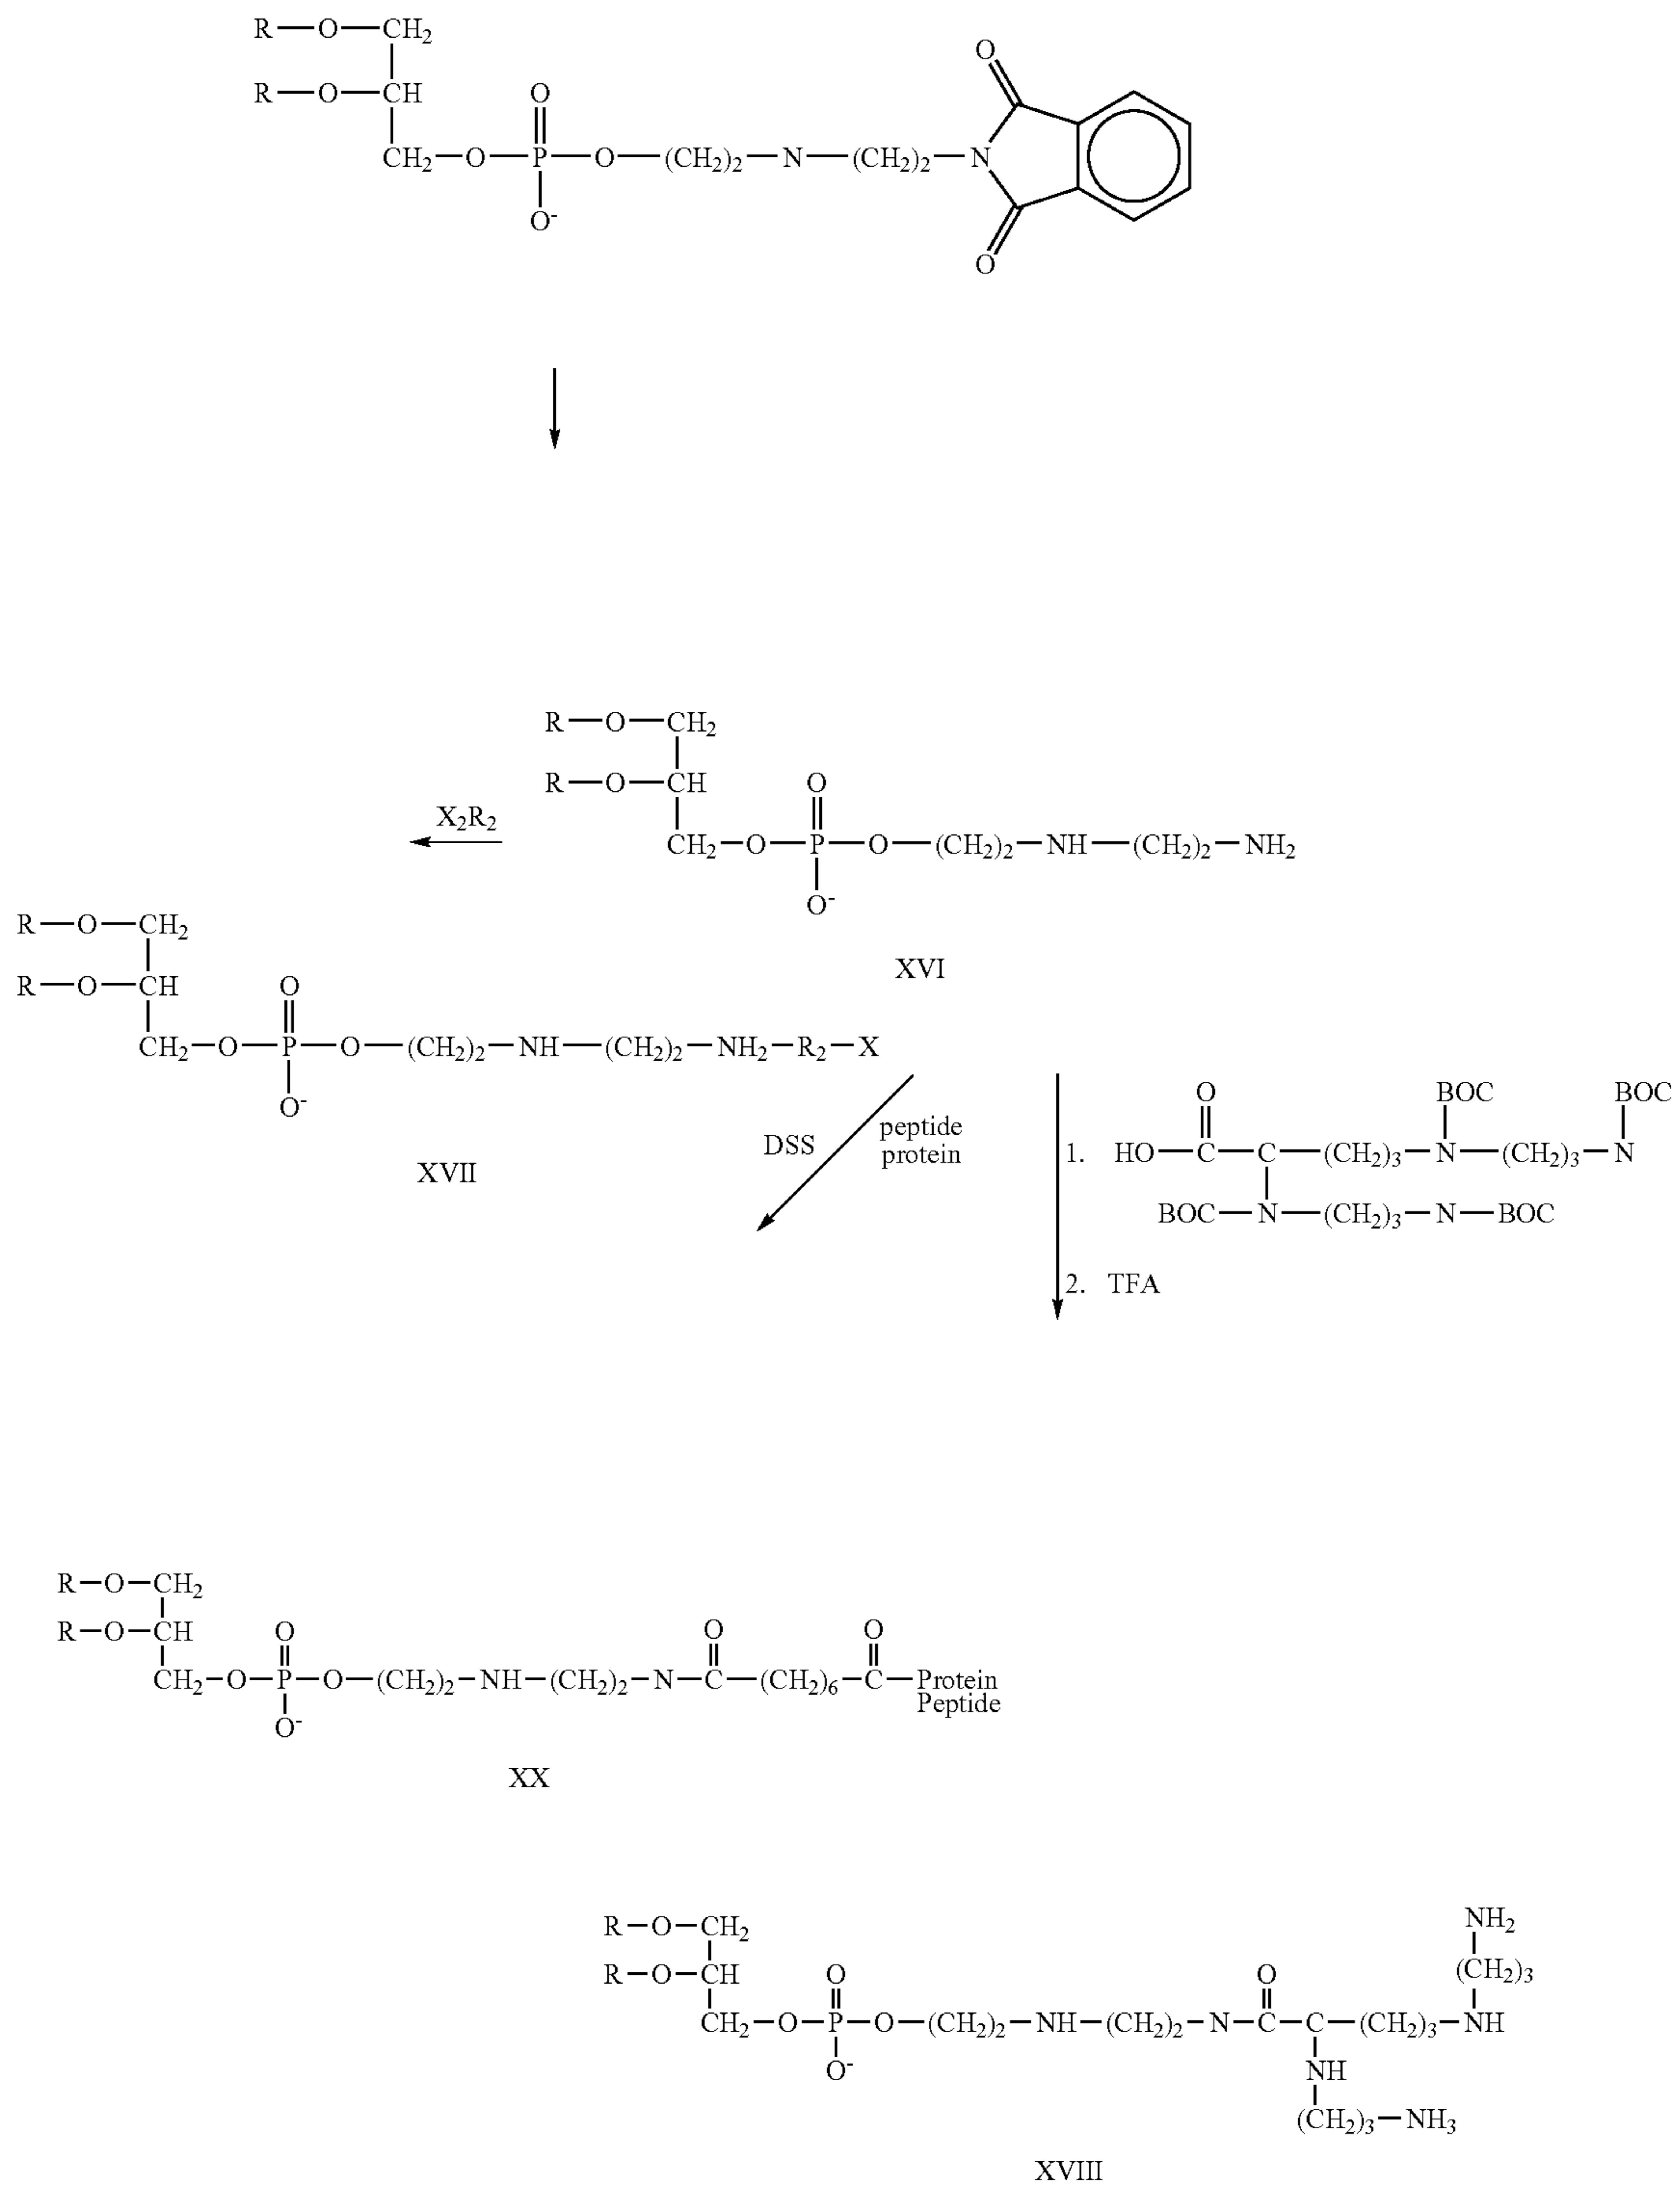 R—O—CH₂
O
R—O—CH
O
CH₂—O—P—O—(CH₂)₂—N—(CH₂)₂—N
O⁻
O
R—O—CH₂
R—O—CH
O
X₂R₂
CH₂—O—P—O—(CH₂)₂—NH—(CH₂)₂—NH₂
O⁻
R—O—CH₂
XVI
R—O—CH
O
CH₂—O—P—O—(CH₂)₂—NH—(CH₂)₂—NH₂—R₂—X
O⁻
XVII
O
BOC
BOC
DSS
peptide
protein
1. HO—C—C—(CH₂)₃—N—(CH₂)₃—N
BOC—N—(CH₂)₃—N—BOC
2. TFA
R—O—CH₂
R—O—CH
O
O
O
CH₂—O—P—O—(CH₂)₂—NH—(CH₂)₂—N—C—(CH₂)₆—C—Protein
Peptide
O⁻
XX
NH₂
R—O—CH₂
(CH₂)₃
R—O—CH
O
O
CH₂—O—P—O—(CH₂)₂—NH—(CH₂)₂—N—C—C—(CH₂)₃—NH
O⁻
NH
(CH₂)₃—NH₃
XVIII